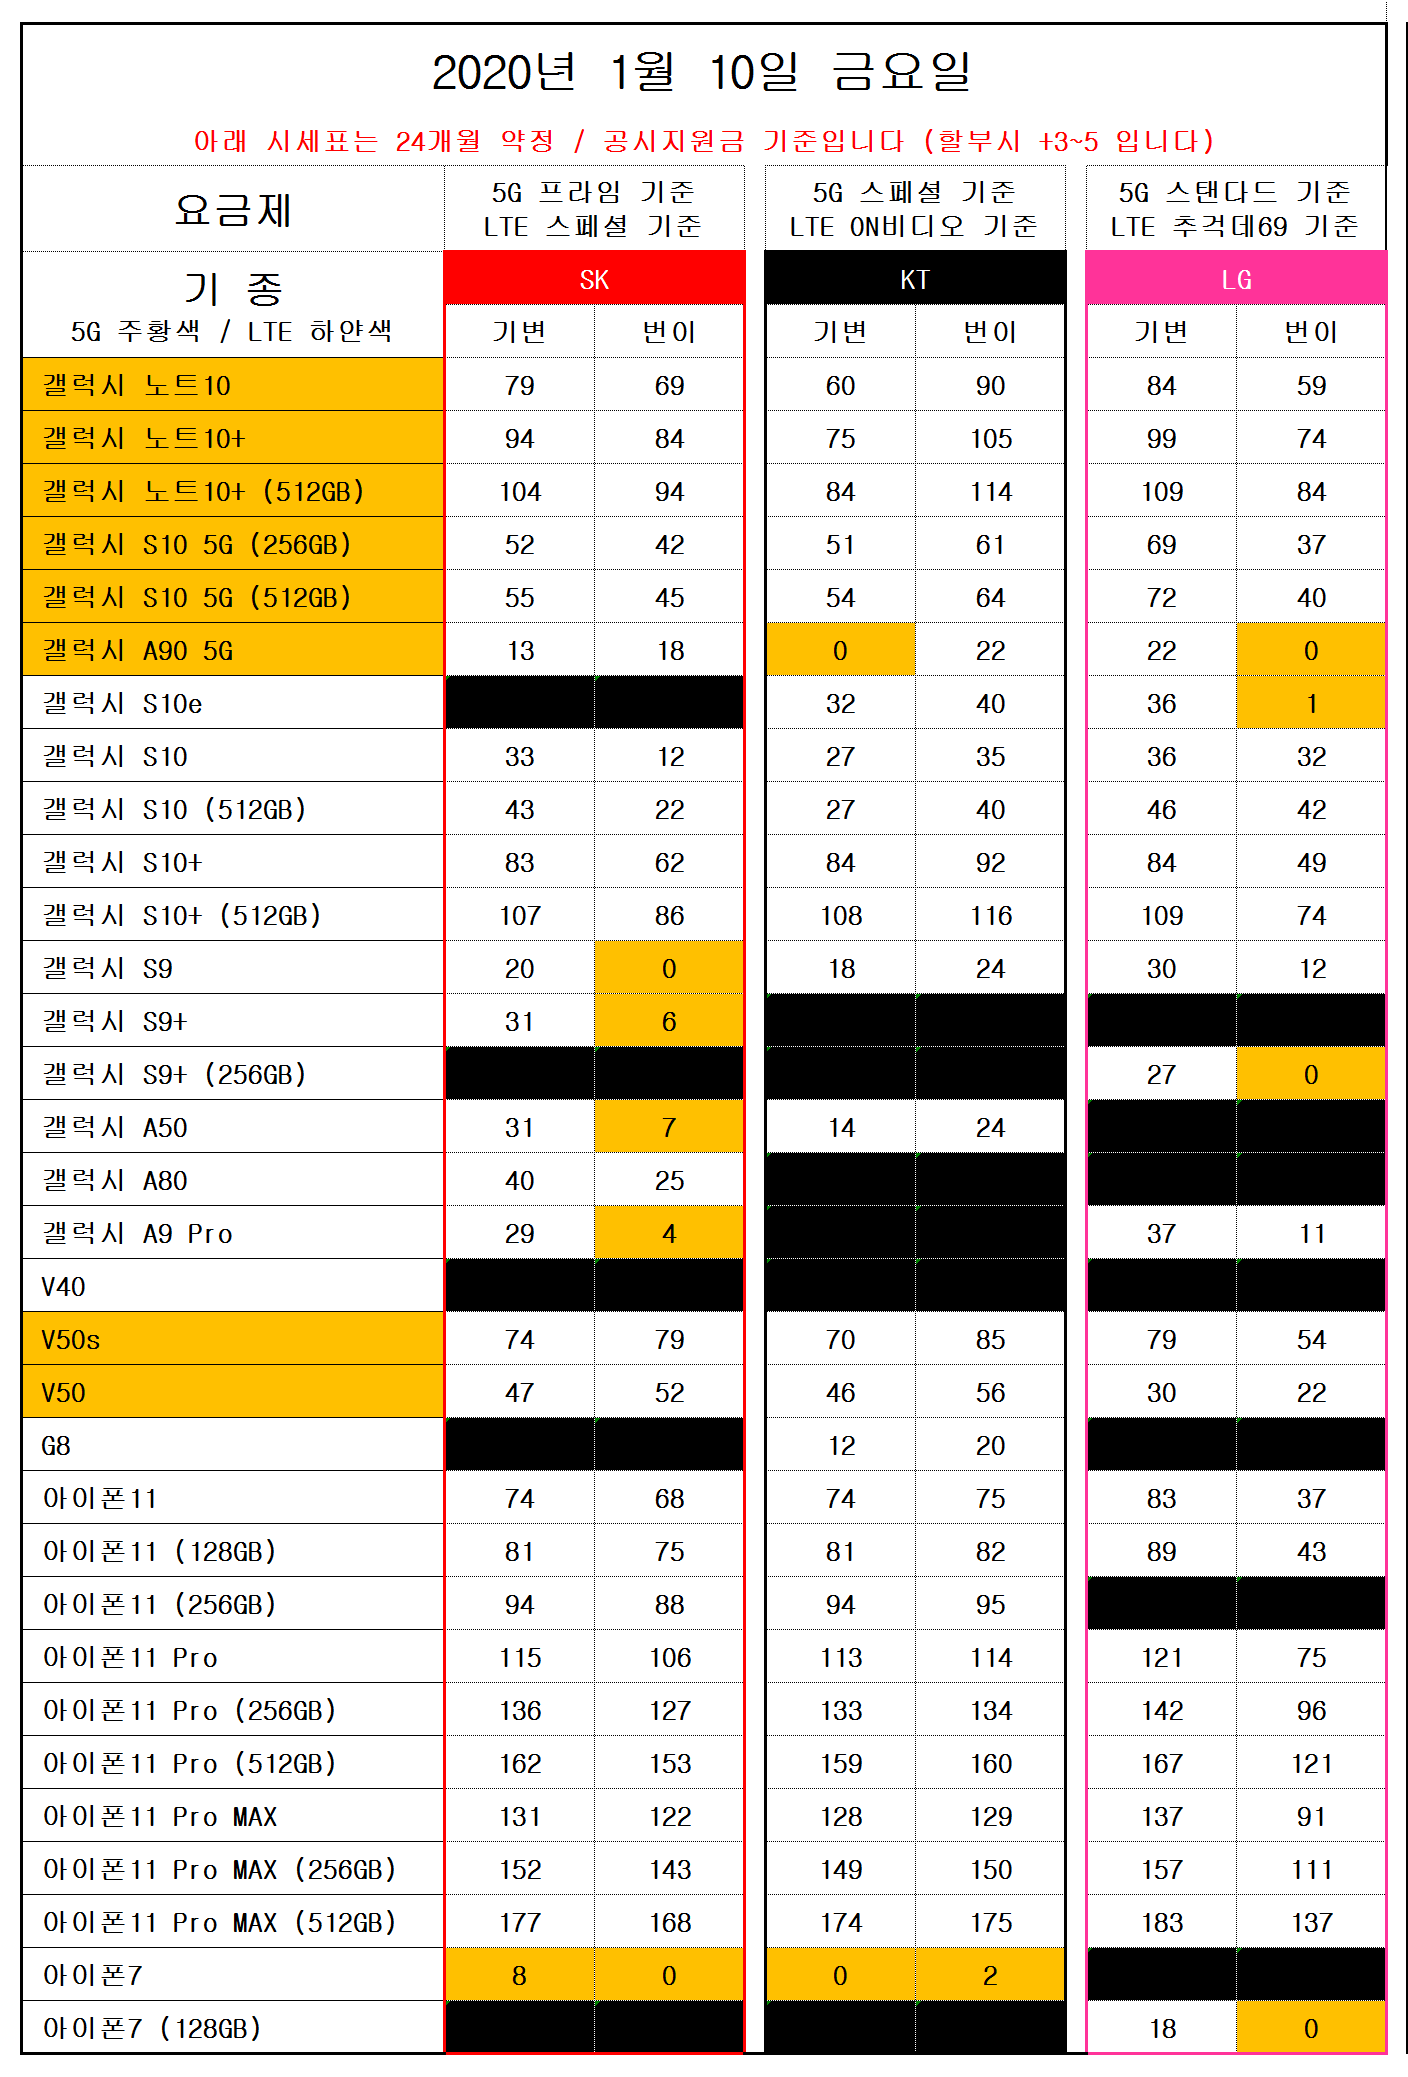 2020년 1월 10일 금요일
아래 시세표는 24개월 약정 / 공시지원금 기준입니다 (할부시 +3~5 입니다)
요금제
5G 프라임 기준
LTE 스페셜 기준
5G 스페셜 기준
LTE ON비디오 기준
5G 스탠다드 기준
LTE 추걱데69 기준
기 종
5G 주황색 / LTE 하얀색
SK KT LG
기변 번이 기변 번이 기변 번이
갤럭시 노트10 79 69 60 90 84 59
갤럭시 노트10+ 94 84 75 105 99 74
갤럭시 노트10+ (512GB) 104 94 84 114 109 84
갤럭시 S10 5G (256GB) 52 42 51 61 69 37
갤럭시 S10 5G (512GB) 55 45 54 64 72 40
갤럭시 A90 5G 13 18 0 22 22 0
갤럭시 S10e 32 40 36 1
갤럭시 S10 33 12 27 35 36 32
갤럭시 S10 (512GB) 43 22 27 40 46 42
갤럭시 S10+ 83 62 84 92 84 49
갤럭시 S10+ (512GB) 107 86 108 116 109 74
갤럭시 S9 20 0 18 24 30 12
갤럭시 S9+ 31 6
갤럭시 S9+ (256GB) 27 0
갤럭시 A50 31 7 14 24
갤럭시 A80 40 25
갤럭시 A9 Pro 29 4 37 11
V40
V50s 74 79 70 85 79 54
V50 47 52 46 56 30 22
G8 12 20
아이폰11 74 68 74 75 83 37
아이폰11 (128GB) 81 75 81 82 89 43
아이폰11 (256GB) 94 88 94 95
아이폰11 Pro 115 106 113 114 121 75
아이폰11 Pro (256GB) 136 127 133 134 142 96
아이폰11 Pro (512GB) 162 153 159 160 167 121
아이폰11 Pro MAX 131 122 128 129 137 91
아이폰11 Pro MAX (256GB) 152 143 149 150 157 111
아이폰11 Pro MAX (512GB) 177 168 174 175 183 137
아이폰7 8 0 0 2
아이폰7 (128GB) 18 0